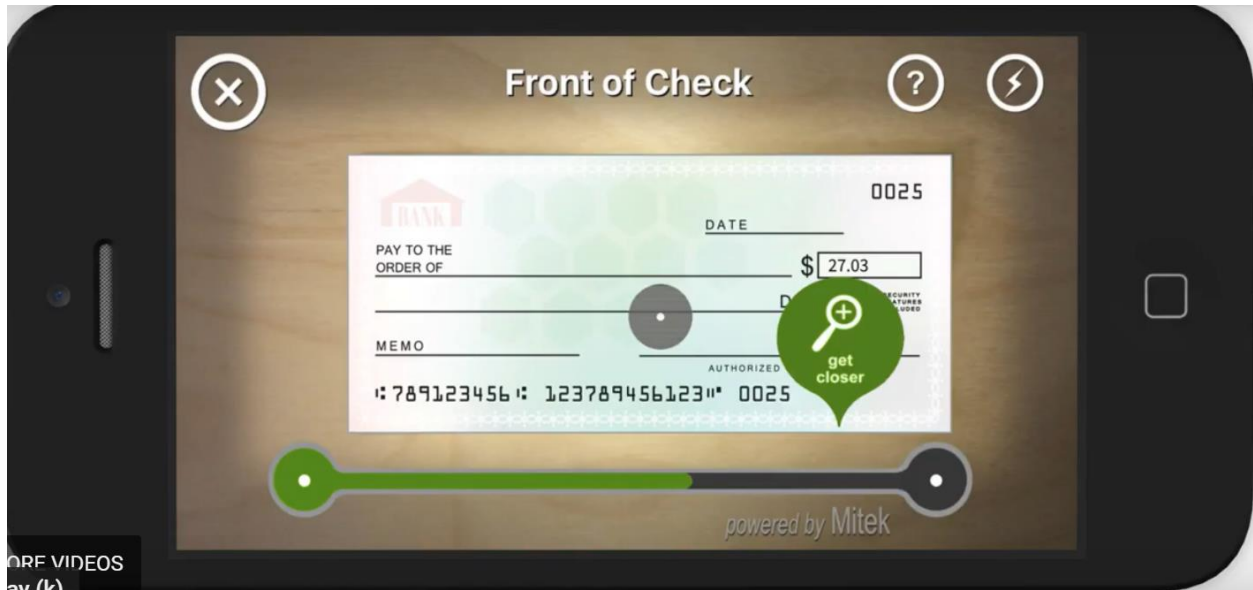 Front of Check
?
BANK
0025
DATE
PAY TO THE
ORDER OF
$ 27.03
MEMO
AUTHORIZED
get
closer
⑆789123456⑆ 123789456123⑈ 0025
powered by Mitek
ORE VIDEOS
ay (k)